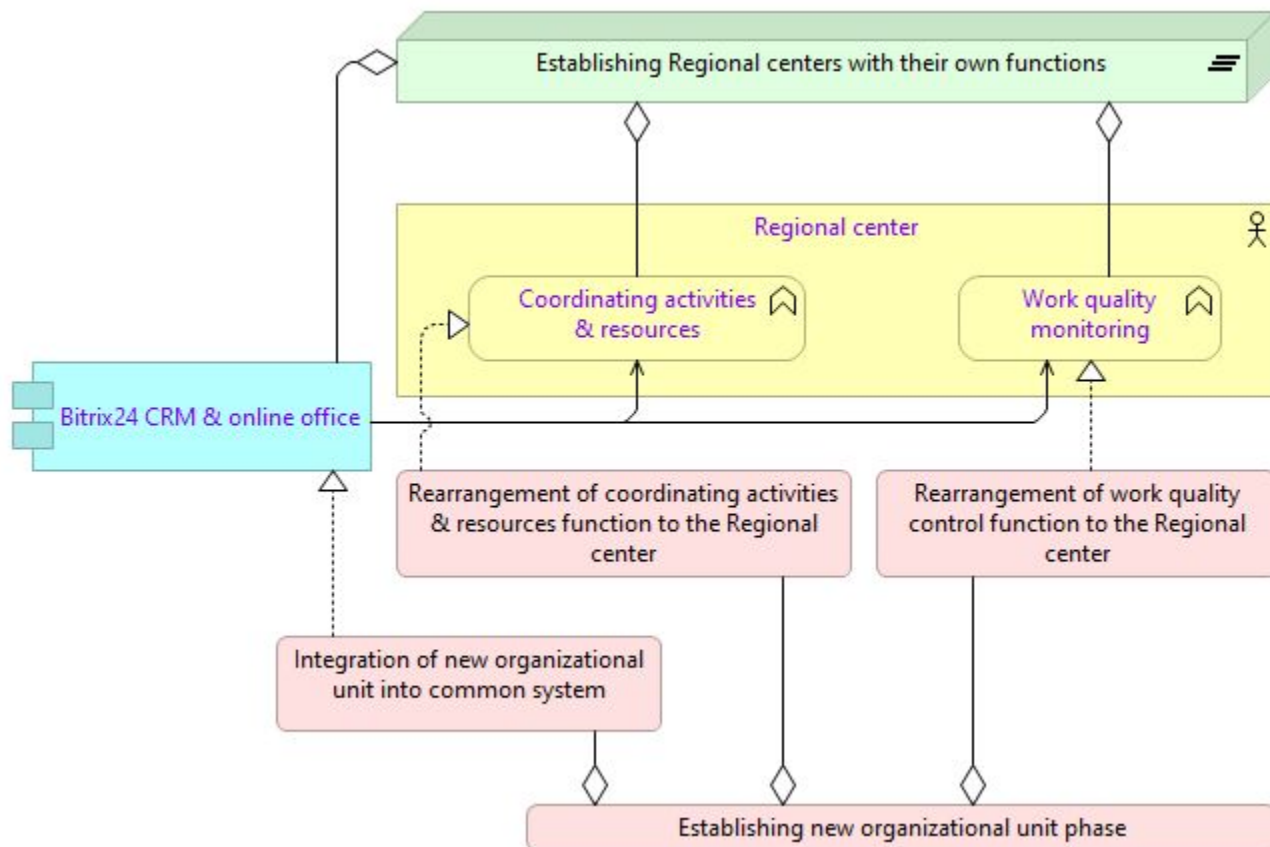 Establishing Regional centers with their own functions
Regional center
Coordinating activities
& resources
Work quality
monitoring
Bitrix24 CRM & online office
Rearrangement of coordinating activities
& resources function to the Regional
center
Rearrangement of work quality
control function to the Regional
center
Integration of new organizational
unit into common system
Establishing new organizational unit phase